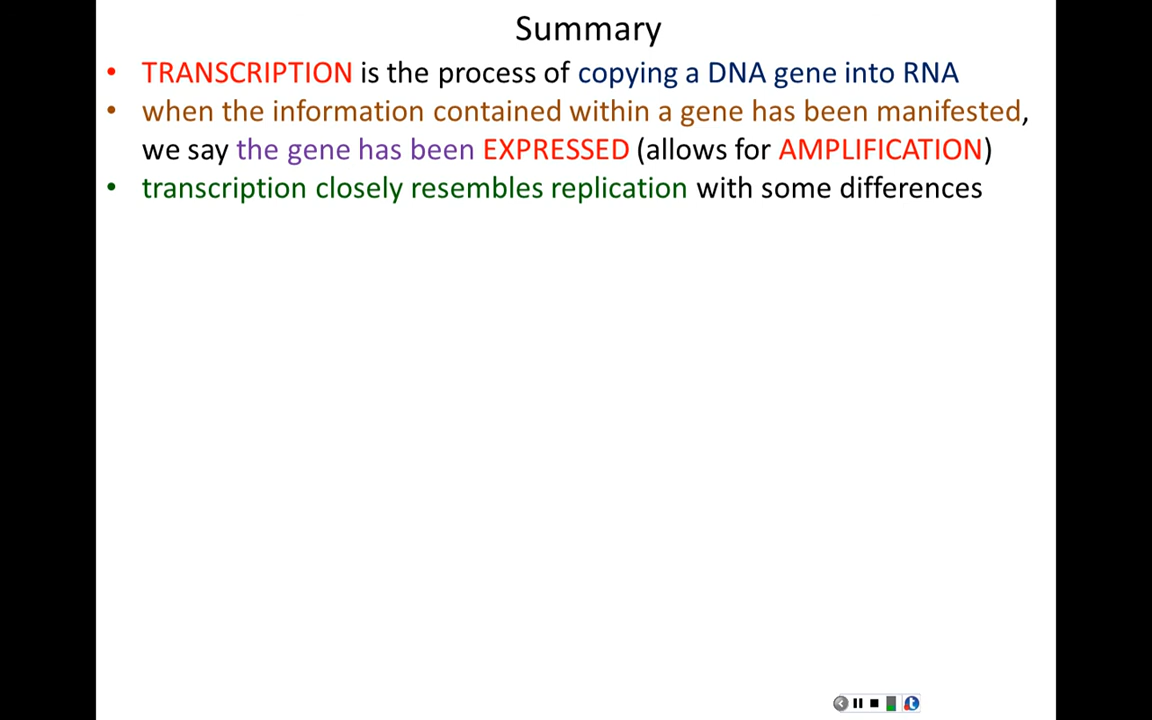 Summary
• TRANSCRIPTION is the process of copying a DNA gene into RNA
• when the information contained within a gene has been manifested,
we say the gene has been EXPRESSED (allows for AMPLIFICATION)
• transcription closely resembles replication with some differences